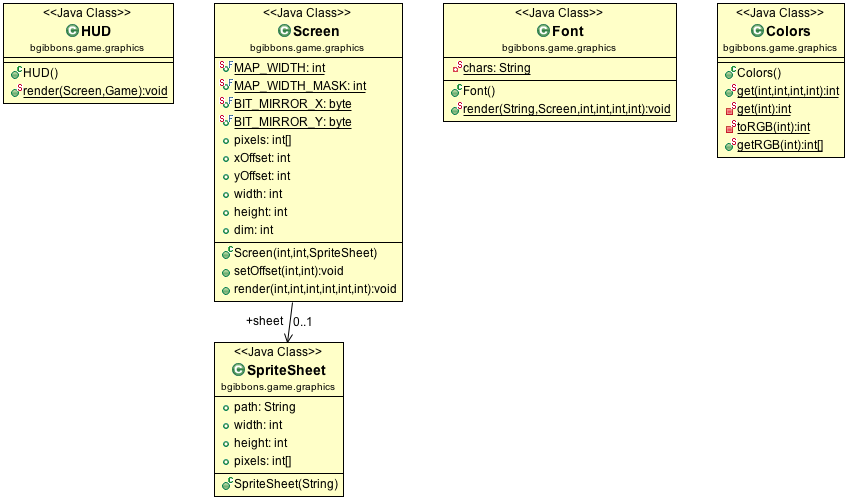 <<Java Class>>
HUD
bgibbons.game.graphics
HUD()
render(Screen,Game):void
<<Java Class>>
Screen
bgibbons.game.graphics
MAP_WIDTH: int
MAP_WIDTH_MASK: int
BIT_MIRROR_X: byte
BIT_MIRROR_Y: byte
pixels: int[]
xOffset: int
yOffset: int
width: int
height: int
dim: int
Screen(int,int,SpriteSheet)
setOffset(int,int):void
render(int,int,int,int,int,int):void
+sheet 0..1
<<Java Class>>
SpriteSheet
bgibbons.game.graphics
path: String
width: int
height: int
pixels: int[]
SpriteSheet(String)
<<Java Class>>
Font
bgibbons.game.graphics
chars: String
Font()
render(String,Screen,int,int,int,int):void
<<Java Class>>
Colors
bgibbons.game.graphics
Colors()
get(int,int,int,int):int
get(int):int
toRGB(int):int
getRGB(int):int[]